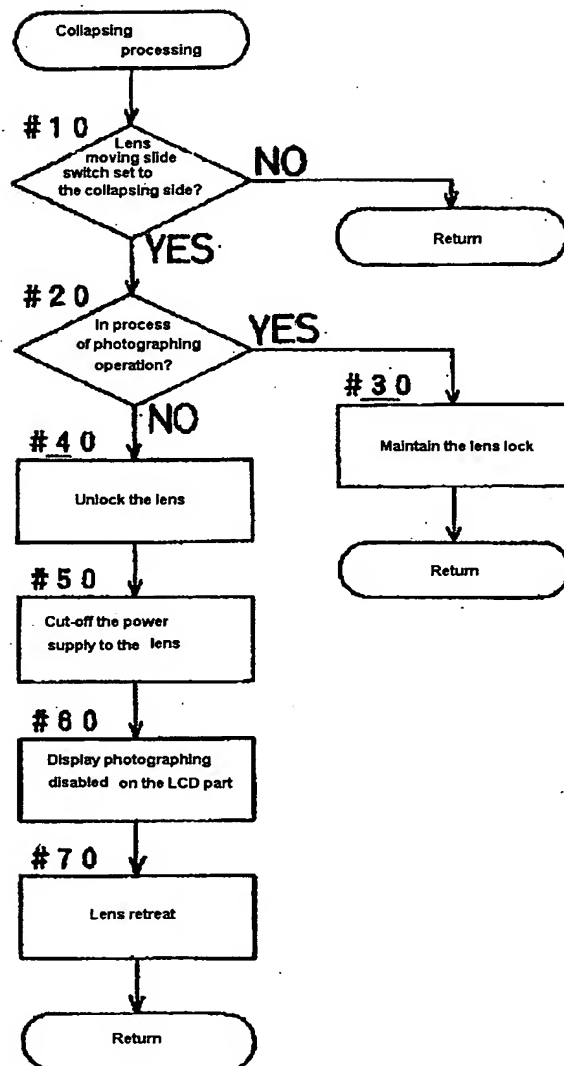 Collapsing
processing
#10
Lens
moving slide
switch set to
the collapsing side?
NO
Return
YES
#20
In process
of photographing
operation?
YES
#30
Maintain the lens lock
Return
NO
#40
Unlock the lens
#50
Cut-off the power
supply to the lens
#60
Display photographing
disabled on the LCD part
#70
Lens retreat
Return